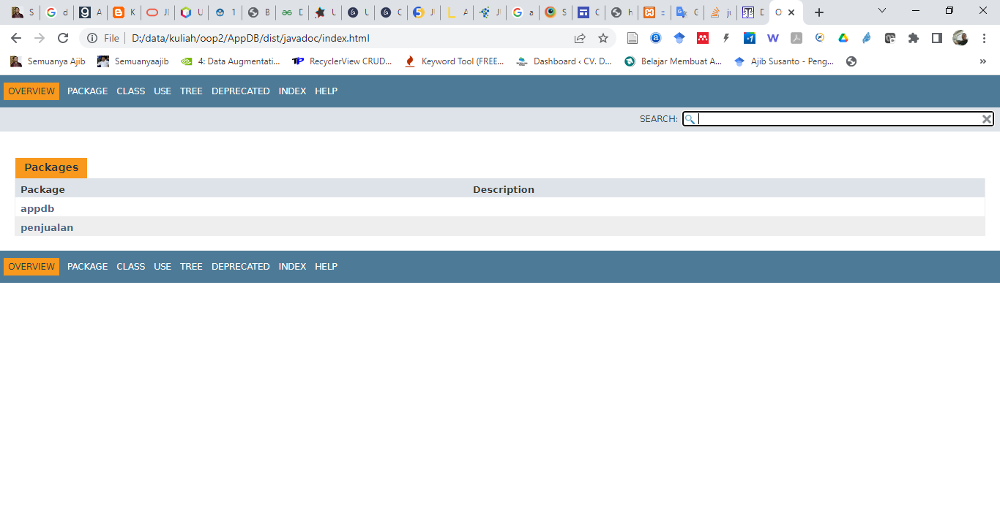 File D:/data/kuliah/oop2/AppDB/dist/javadoc/index.html
Semuanya Ajib Semuanyaajib 4: Data Augmentati... RecyclerView CRUD... Keyword Tool (FREE... Dashboard ‹ CV. D... Belajar Membuat A... Ajib Susanto - Peng... »
OVERVIEW PACKAGE CLASS USE TREE DEPRECATED INDEX HELP
SEARCH:
Packages
Package Description
appdb
penjualan
OVERVIEW PACKAGE CLASS USE TREE DEPRECATED INDEX HELP